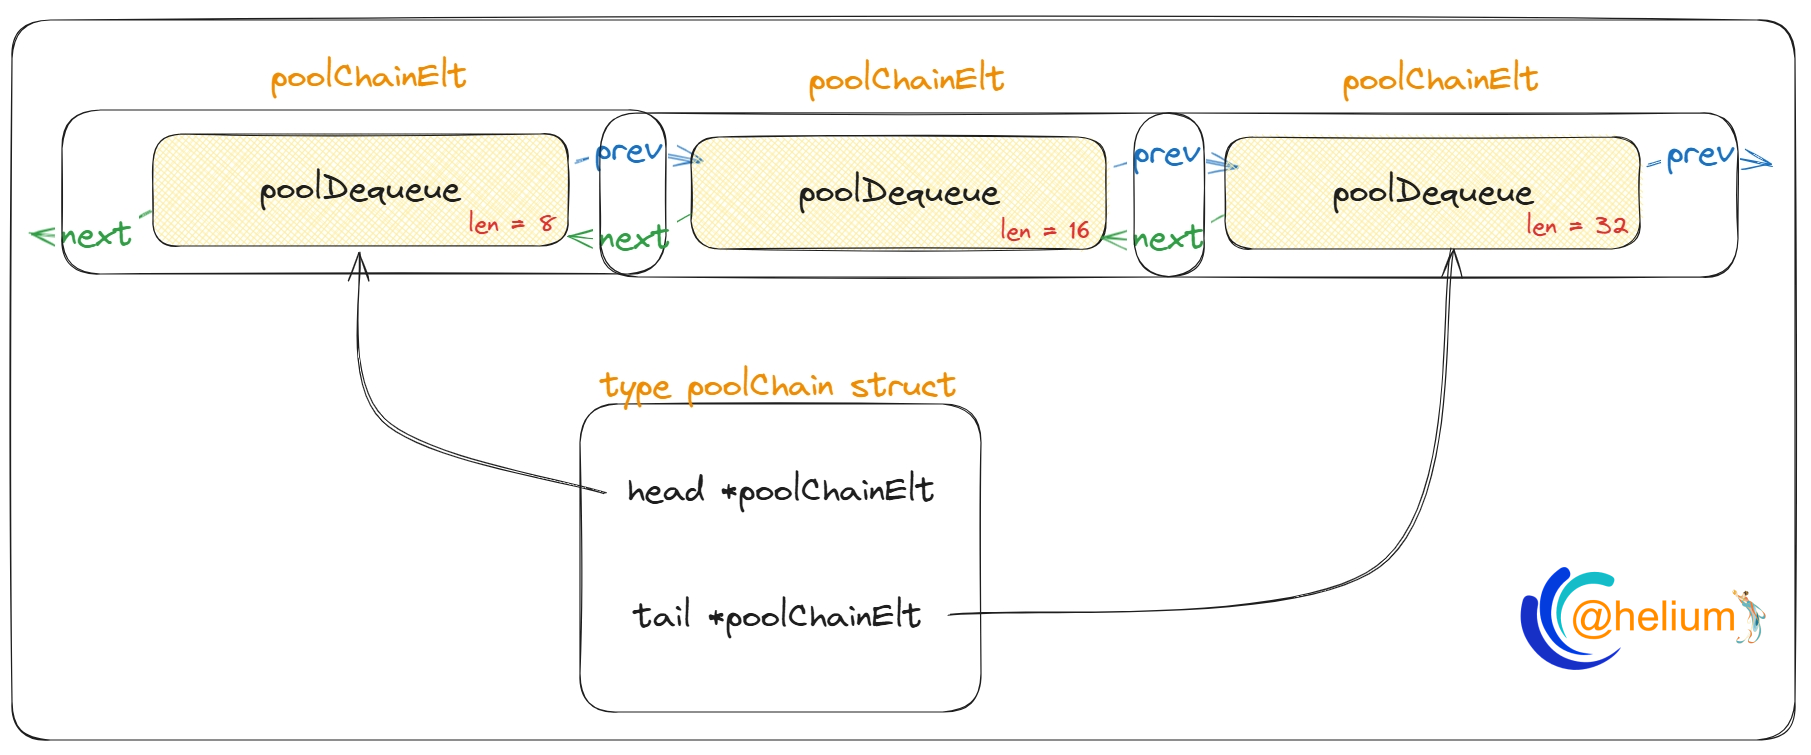 poolChainElt poolChainElt poolChainElt
prev prev prev
poolDequeue poolDequeue poolDequeue
len = 8 len = 16 len = 32
next next next
type poolChain struct
head *poolChainElt
tail *poolChainElt
@helium